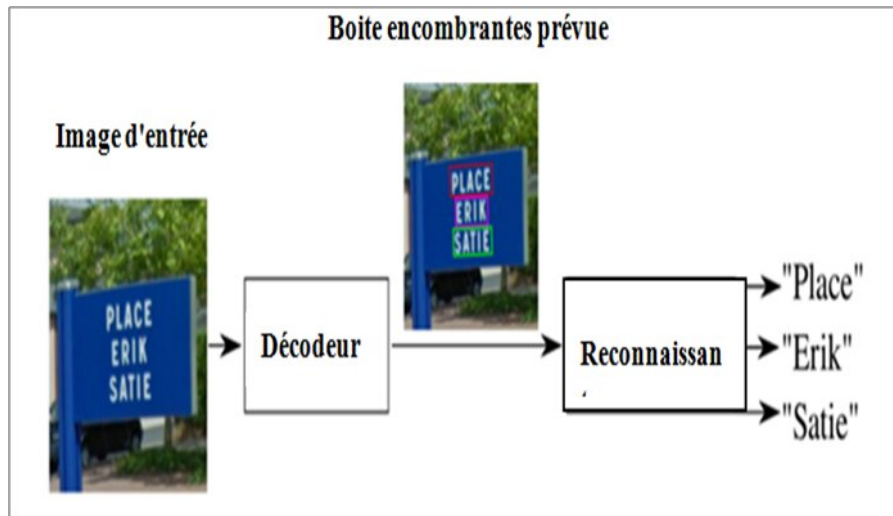 Boite encombrantes prévue
Image d'entrée
PLACE
ERIK
SATIE
PLACE
ERIK
SATIE
Décodeur
Reconnaissan
"Place"
"Erik"
"Satie"